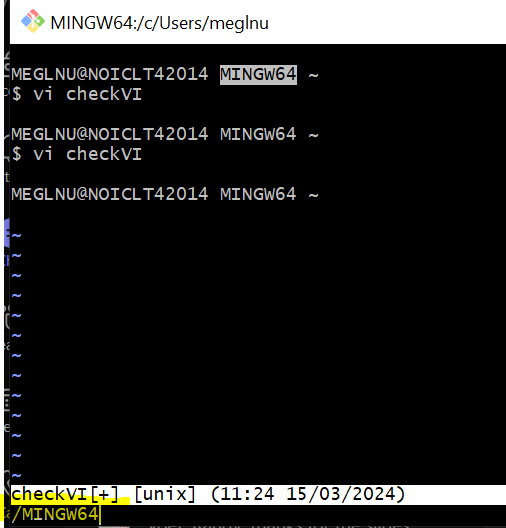 MINGW64:/c/Users/meglnu
MEGLNU@NOICLT42014 MINGW64 ~
$ vi checkVI
MEGLNU@NOICLT42014 MINGW64 ~
$ vi checkVI
MEGLNU@NOICLT42014 MINGW64 ~
~
~
~
~
~
~
~
~
~
~
~
~
~
checkVI[+] [unix] (11:24 15/03/2024)
/MINGW64